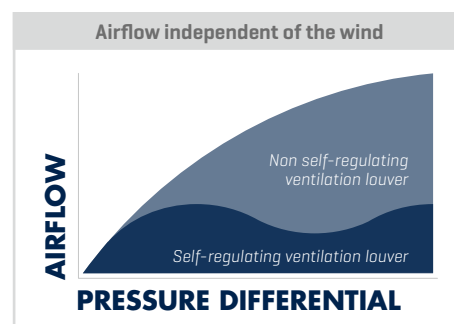 Airflow independent of the wind
AIRFLOW
Non self-regulating
ventilation louver
Self-regulating ventilation louver
PRESSURE DIFFERENTIAL